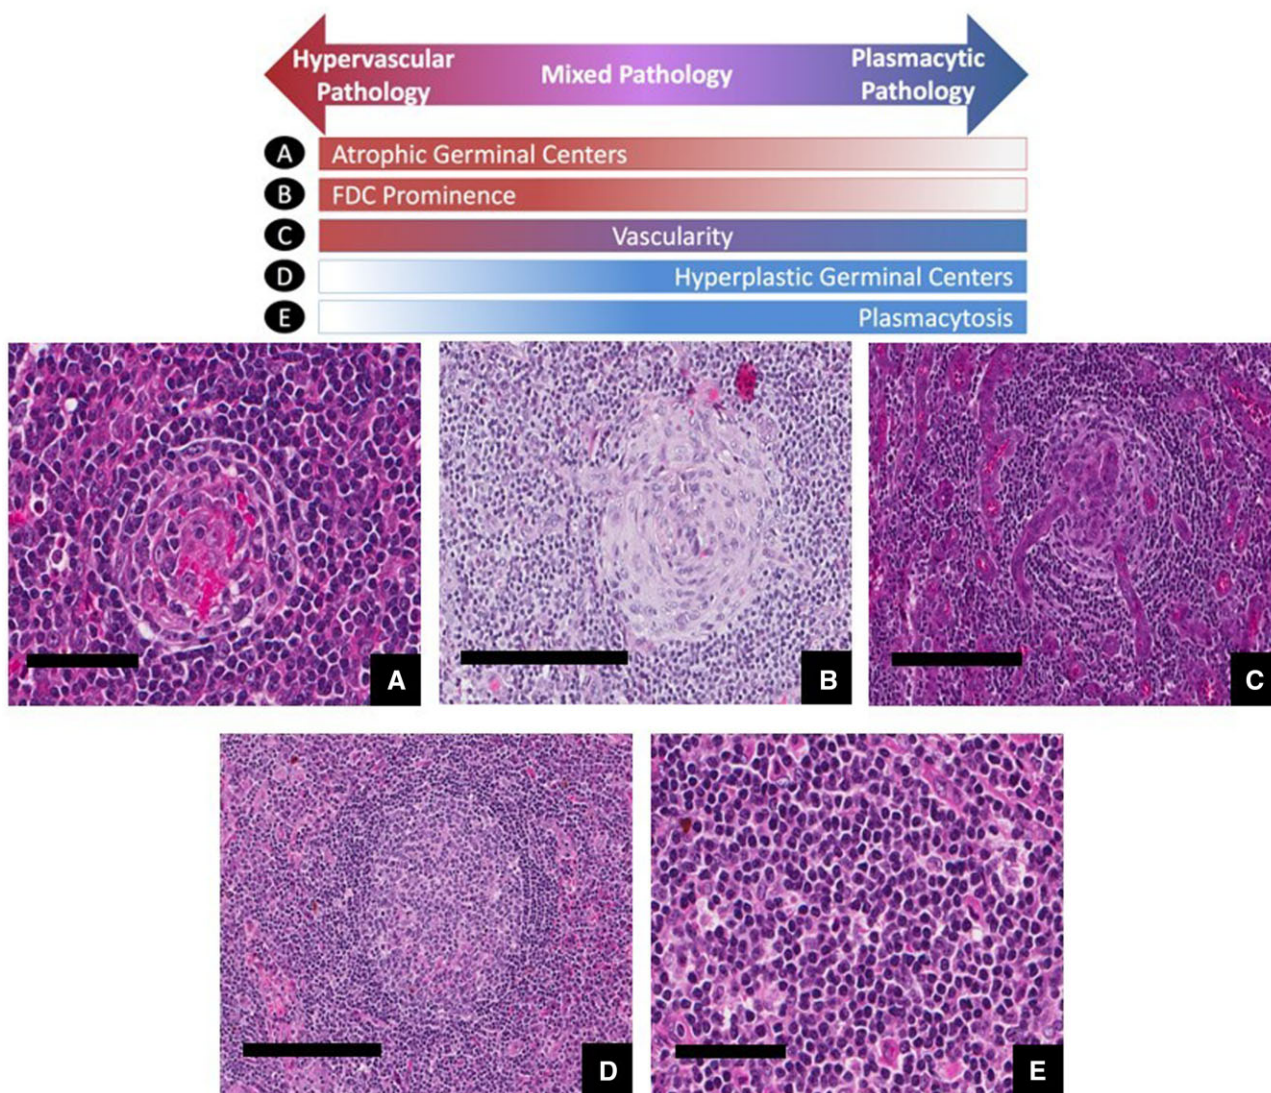 Hypervascular
Pathology
Mixed Pathology
Plasmacytic
Pathology
A Atrophic Germinal Centers
B FDC Prominence
C Vascularity
D Hyperplastic Germinal Centers
E Plasmacytosis
A
B
C
D
E